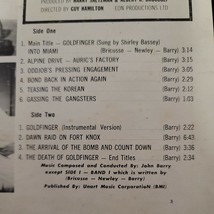 PRODUCED BY HARRY SALTZMAN & ALBERT R. BROCCOLI
Directed by GUY HAMILTON EON PRODUCTIONS LTD
Side One
1. Main Title — GOLDFINGER (Sung by Shirley Bassey)
INTO MIAMI (Bricusse — Newley — Barry) 3:14
2. ALPINE DRIVE — AURIC'S FACTORY (Barry)
3. ODDJOB'S PRESSING ENGAGEMENT (Barry) 3:05
4. BOND BACK IN ACTION AGAIN (Barry) 2:29
5. TEASING THE KOREAN (Barry) 2:12
6. GASSING THE GANGSTERS (Barry) 1:03
Side Two
1. GOLDFINGER (Instrumental Version) (Barry) 2:22
2. DAWN RAID ON FORT KNOX (Barry) 2:08
3. THE ARRIVAL OF THE BOMB AND COUNT DOWN (Barry) 6:43
4. THE DEATH OF GOLDFINGER — End Titles (Barry) 2:34
Music Composed and Conducted by: John Barry
except SIDE 1 — BAND 1 which is written by
(Bricusse — Newley — Barry)
Published By: Unart Music Corporation (BMI)